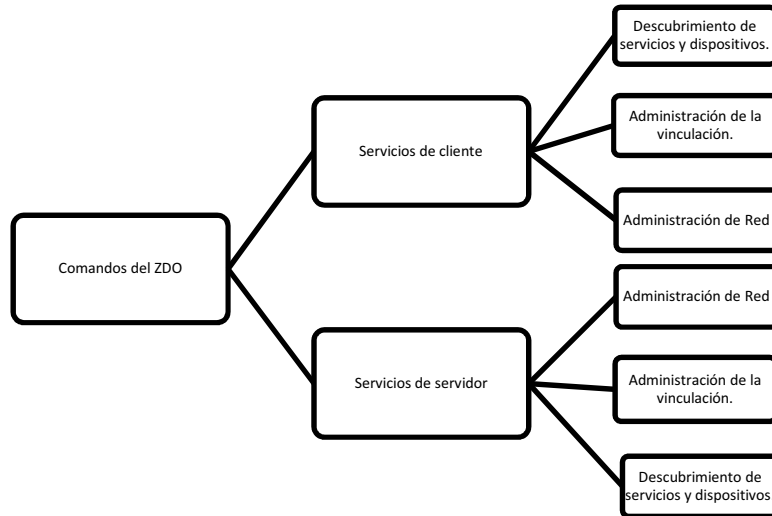 Descubrimiento de
servicios y dispositivos.
Administración de la
vinculación.
Servicios de cliente
Administración de Red
Comandos del ZDO
Administración de Red
Servicios de servidor
Administración de la
vinculación.
Descubrimiento de
servicios y dispositivos